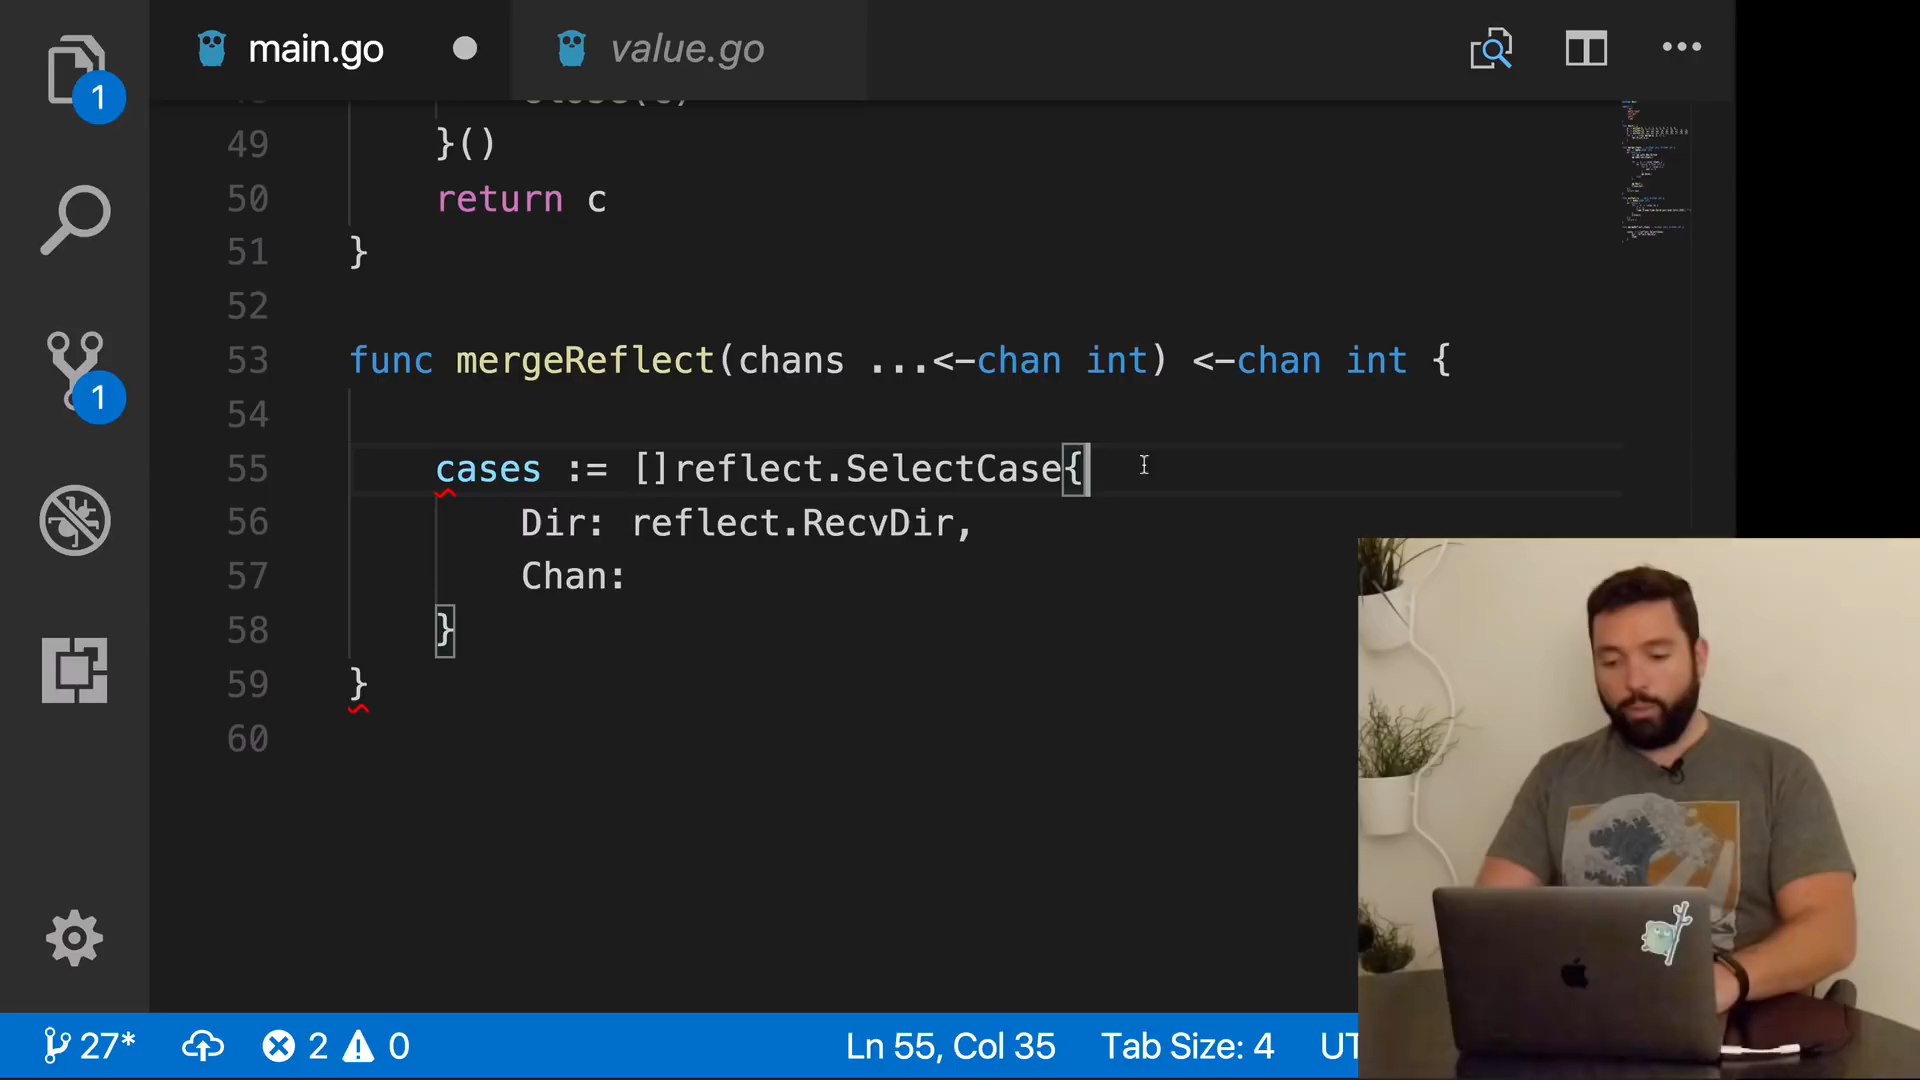 main.go
value.go
1
1
49 }()
50 return c
51 }
52
53 func mergeReflect(chans ...<-chan int) <-chan int {
54
55 cases := []reflect.SelectCase{
56 Dir: reflect.RecvDir,
57 Chan:
58 }
59 }
60
27* 2 0 Ln 55, Col 35 Tab Size: 4